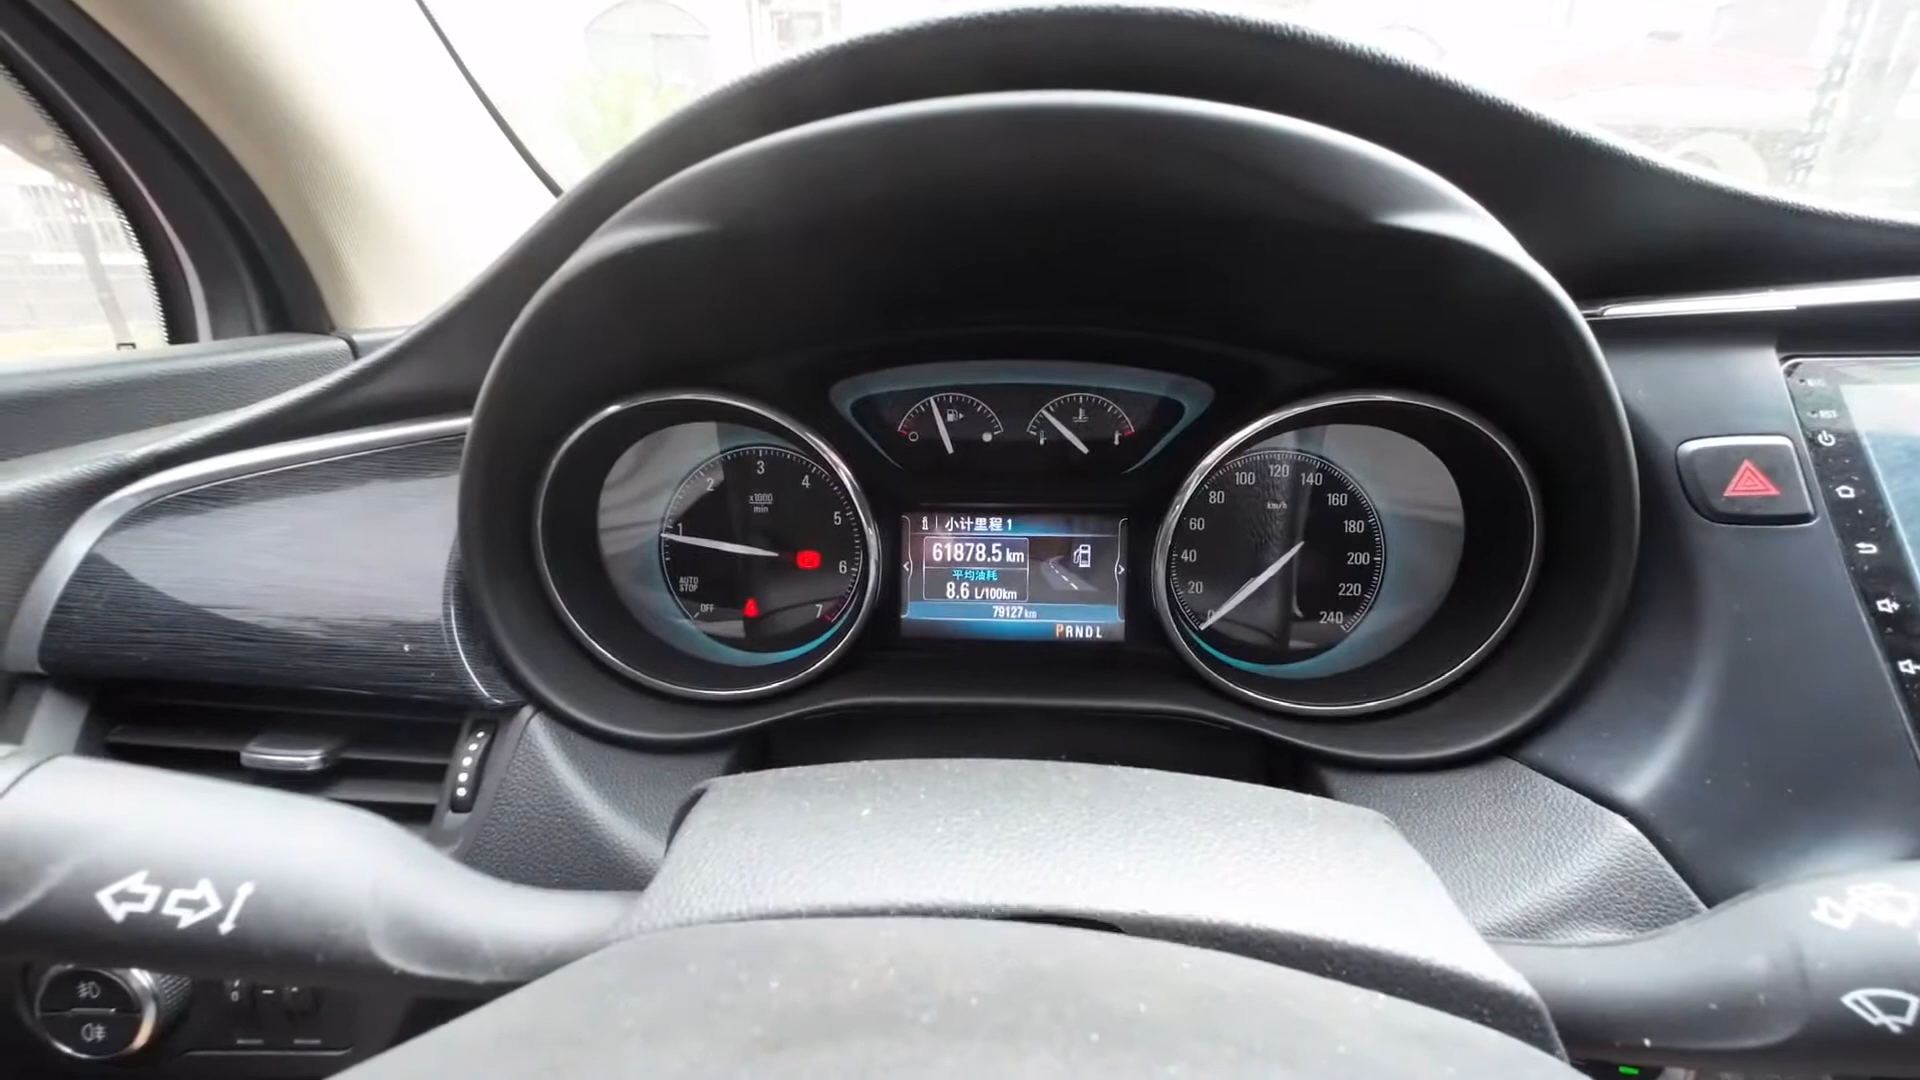 1
2
3
4
5
6
7
x1000
min
AUTO
STOP
OFF
小计里程 1
61878.5 km
平均油耗
8.6 L/100km
79127 km
PRNDL
0
20
40
60
80
100
120
140
160
180
200
220
240
km/h
RST